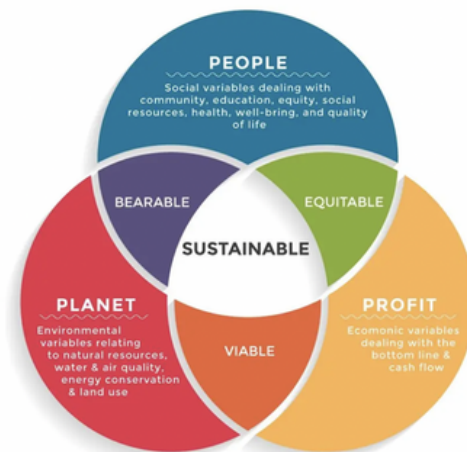 PEOPLE
Social variables dealing with
community, education, equity, social
resources, health, well-bring, and quality
of life
BEARABLE
EQUITABLE
SUSTAINABLE
PLANET
Environmental
variables relating
to natural resources,
water & air quality,
energy conservation
& land use
PROFIT
Ecomonic variables
dealing with the
bottom line &
cash flow
VIABLE